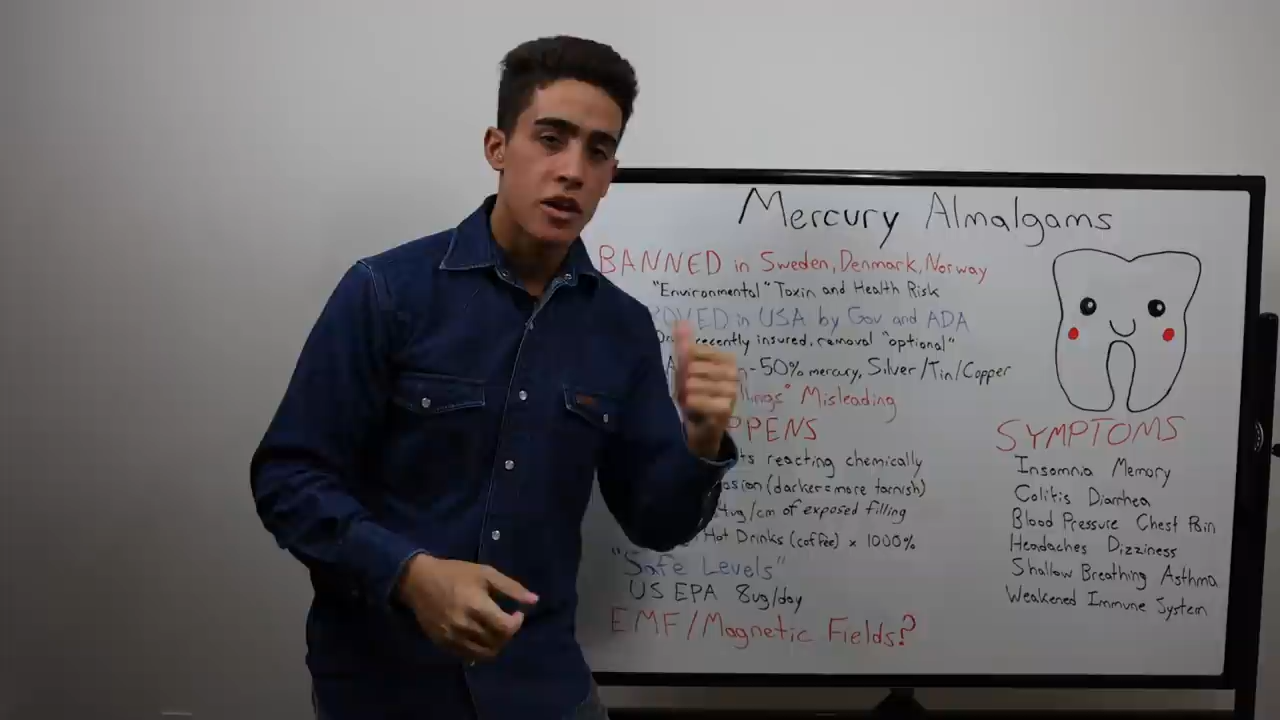 Mercury Almalgams
BANNED in Sweden, Denmark, Norway
"Environmental" Toxin and Health Risk
in USA by Gov and ADA
recently insured, removal "optional"
50% mercury, Silver/Tin/Copper
Misleading
reacting chemically
(darker=more tarnish)
of exposed filling
Hot Drinks (coffee) x 1000%
"Safe Levels"
US EPA 8ug/day
EMF/Magnetic Fields?
SYMPTOMS
Insomnia Memory
Colitis Diarrhea
Blood Pressure Chest Pain
Headaches Dizziness
Shallow Breathing Asthma
Weakened Immune System